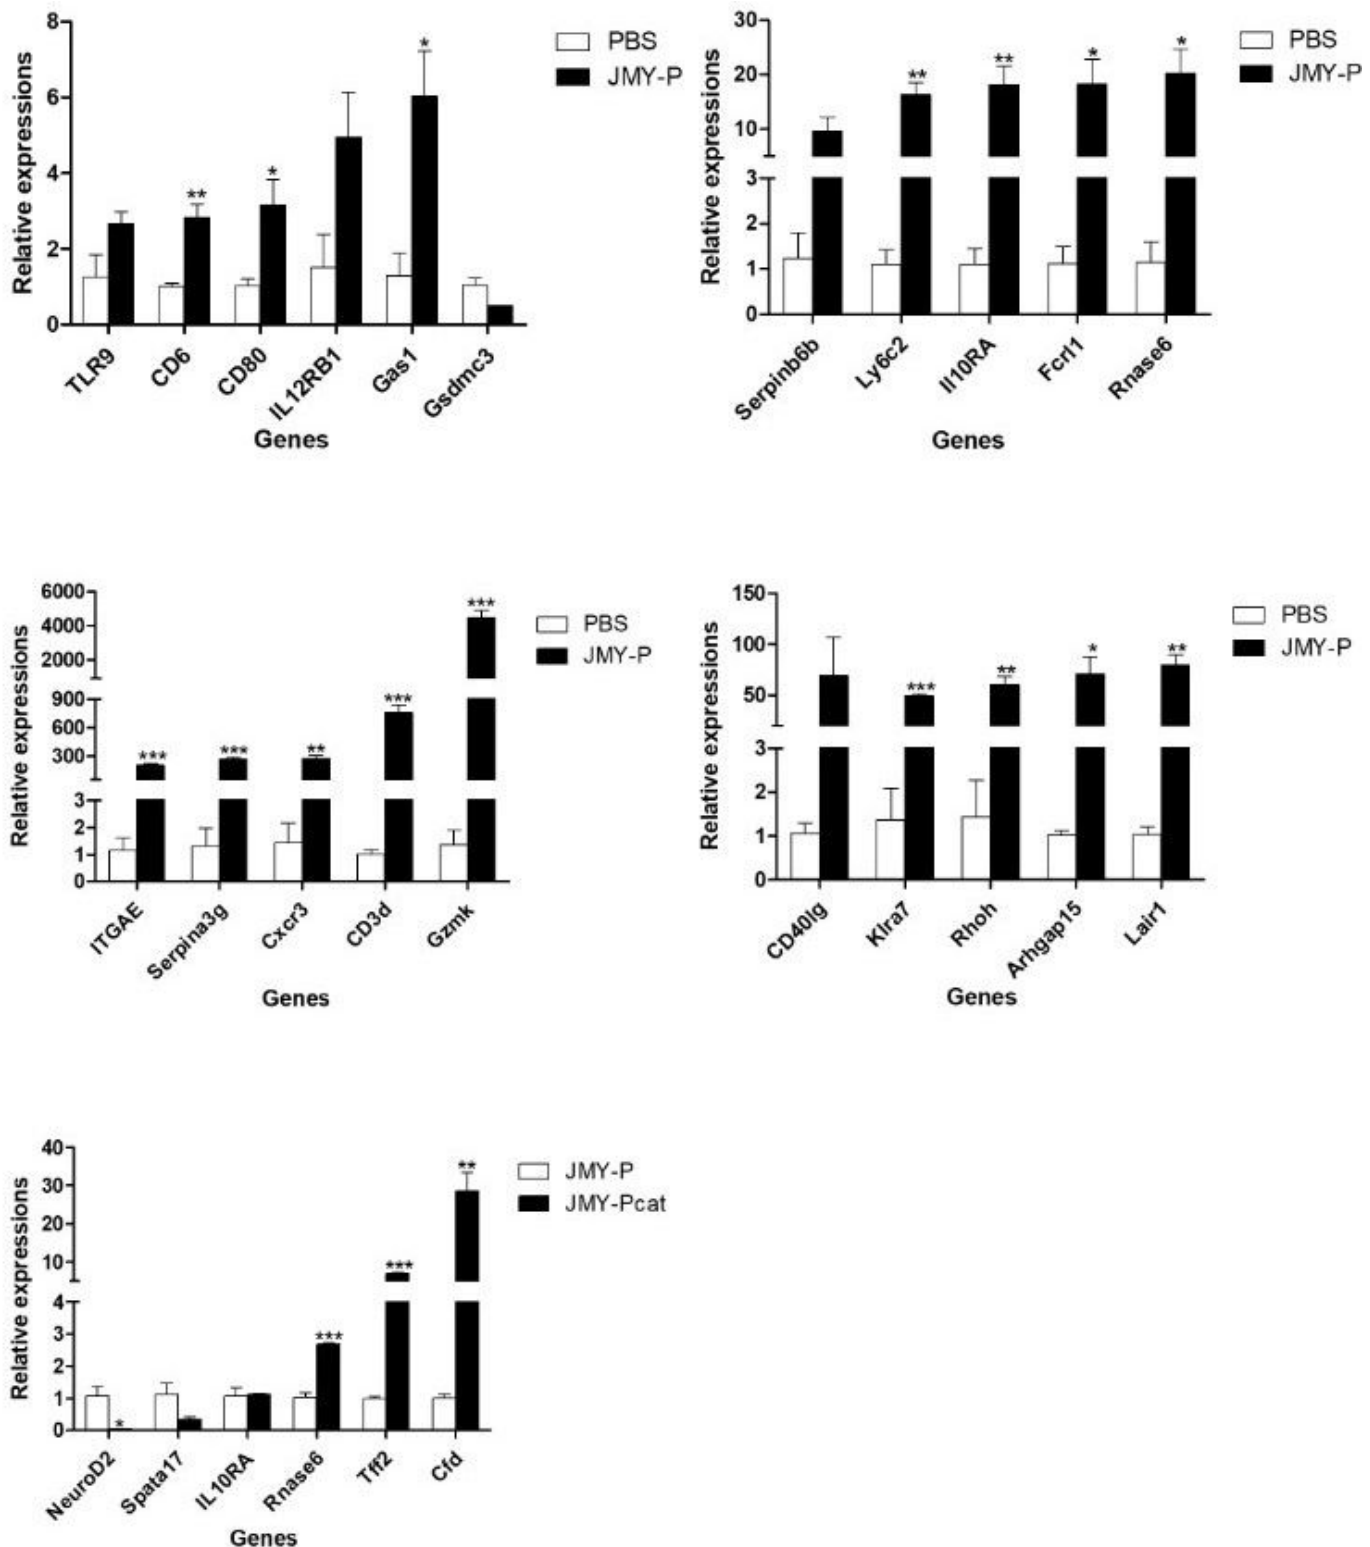 8
6
4
2
0
Relative expressions
*
**
*
PBS
JMY-P
TLR9
CD6
CD80
IL12RB1
Gas1
Gsdmc3
Genes
30
20
10
3
2
1
0
Relative expressions
**
**
*
*
PBS
JMY-P
Serpinb6b
Ly6c2
Il10RA
Fcrl1
Rnase6
Genes
6000
4000
2000
900
600
300
3
2
1
0
Relative expressions
***
***
**
***
***
PBS
JMY-P
ITGAE
Serpina3g
Cxcr3
CD3d
Gzmk
Genes
150
100
50
3
2
1
0
Relative expressions
***
**
*
**
PBS
JMY-P
CD40lg
Klra7
Rhoh
Arhgap15
Lair1
Genes
40
30
20
10
4
3
2
1
0
Relative expressions
*
***
***
**
JMY-P
JMY-Pcat
NeuroD2
Spata17
IL10RA
Rnase6
Tff2
Cfd
Genes